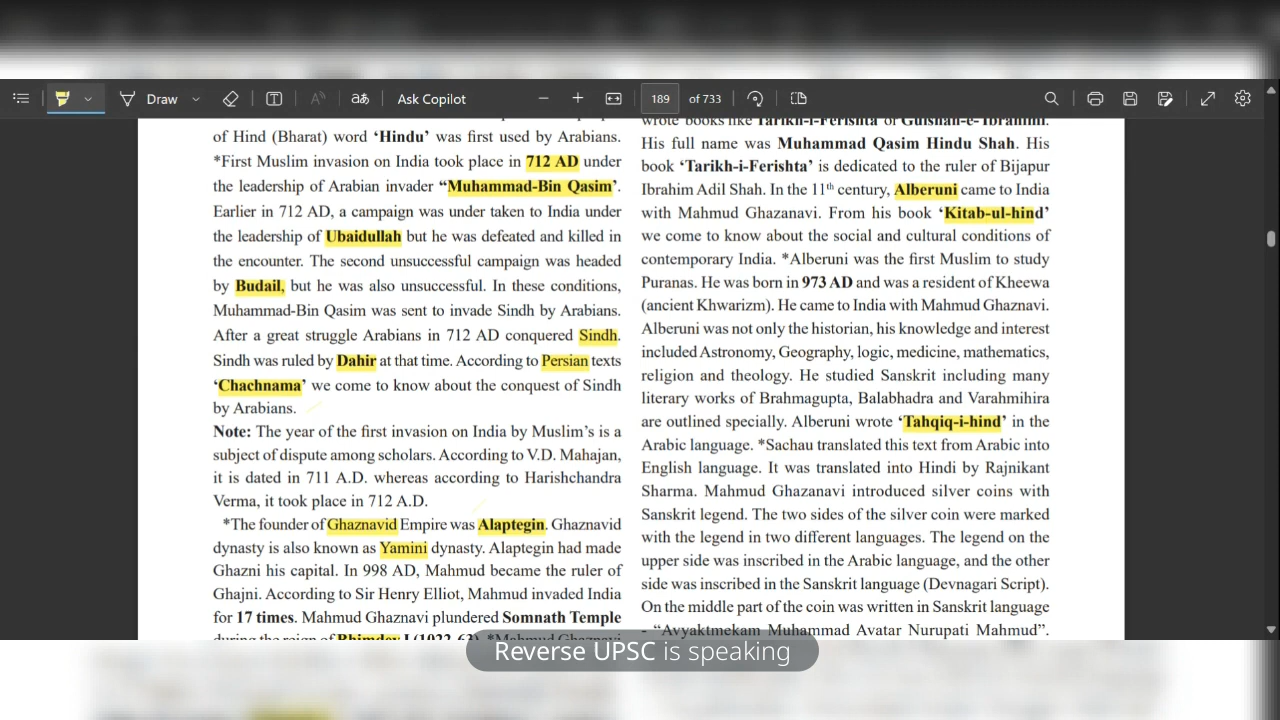 Draw
Ask Copilot
189 of 733
of Hind (Bharat) word ‘Hindu’ was first used by Arabians.
*First Muslim invasion on India took place in 712 AD under
the leadership of Arabian invader “Muhammad-Bin Qasim’.
Earlier in 712 AD, a campaign was under taken to India under
the leadership of Ubaidullah but he was defeated and killed in
the encounter. The second unsuccessful campaign was headed
by Budail, but he was also unsuccessful. In these conditions,
Muhammad-Bin Qasim was sent to invade Sindh by Arabians.
After a great struggle Arabians in 712 AD conquered Sindh.
Sindh was ruled by Dahir at that time. According to Persian texts
‘Chachnama’ we come to know about the conquest of Sindh
by Arabians.
Note: The year of the first invasion on India by Muslim’s is a
subject of dispute among scholars. According to V.D. Mahajan,
it is dated in 711 A.D. whereas according to Harishchandra
Verma, it took place in 712 A.D.
*The founder of Ghaznavid Empire was Alaptegin. Ghaznavid
dynasty is also known as Yamini dynasty. Alaptegin had made
Ghazni his capital. In 998 AD, Mahmud became the ruler of
Ghajni. According to Sir Henry Elliot, Mahmud invaded India
for 17 times. Mahmud Ghaznavi plundered Somnath Temple
during the reign of Bhimdev I (1022-63). *Mahmud Ghaznavi
wrote books like Tarikh-i-Ferishta or Gulshan-e-Ibrahimi.
His full name was Muhammad Qasim Hindu Shah. His
book ‘Tarikh-i-Ferishta’ is dedicated to the ruler of Bijapur
Ibrahim Adil Shah. In the 11th century, Alberuni came to India
with Mahmud Ghazanavi. From his book ‘Kitab-ul-hind’
we come to know about the social and cultural conditions of
contemporary India. *Alberuni was the first Muslim to study
Puranas. He was born in 973 AD and was a resident of Kheewa
(ancient Khwarizm). He came to India with Mahmud Ghaznavi.
Alberuni was not only the historian, his knowledge and interest
included Astronomy, Geography, logic, medicine, mathematics,
religion and theology. He studied Sanskrit including many
literary works of Brahmagupta, Balabhadra and Varahmihira
are outlined specially. Alberuni wrote ‘Tahqiq-i-hind’ in the
Arabic language. *Sachau translated this text from Arabic into
English language. It was translated into Hindi by Rajnikant
Sharma. Mahmud Ghazanavi introduced silver coins with
Sanskrit legend. The two sides of the silver coin were marked
with the legend in two different languages. The legend on the
upper side was inscribed in the Arabic language, and the other
side was inscribed in the Sanskrit language (Devnagari Script).
On the middle part of the coin was written in Sanskrit language
- “Avyaktmekam Muhammad Avatar Nurupati Mahmud”.
Reverse UPSC is speaking